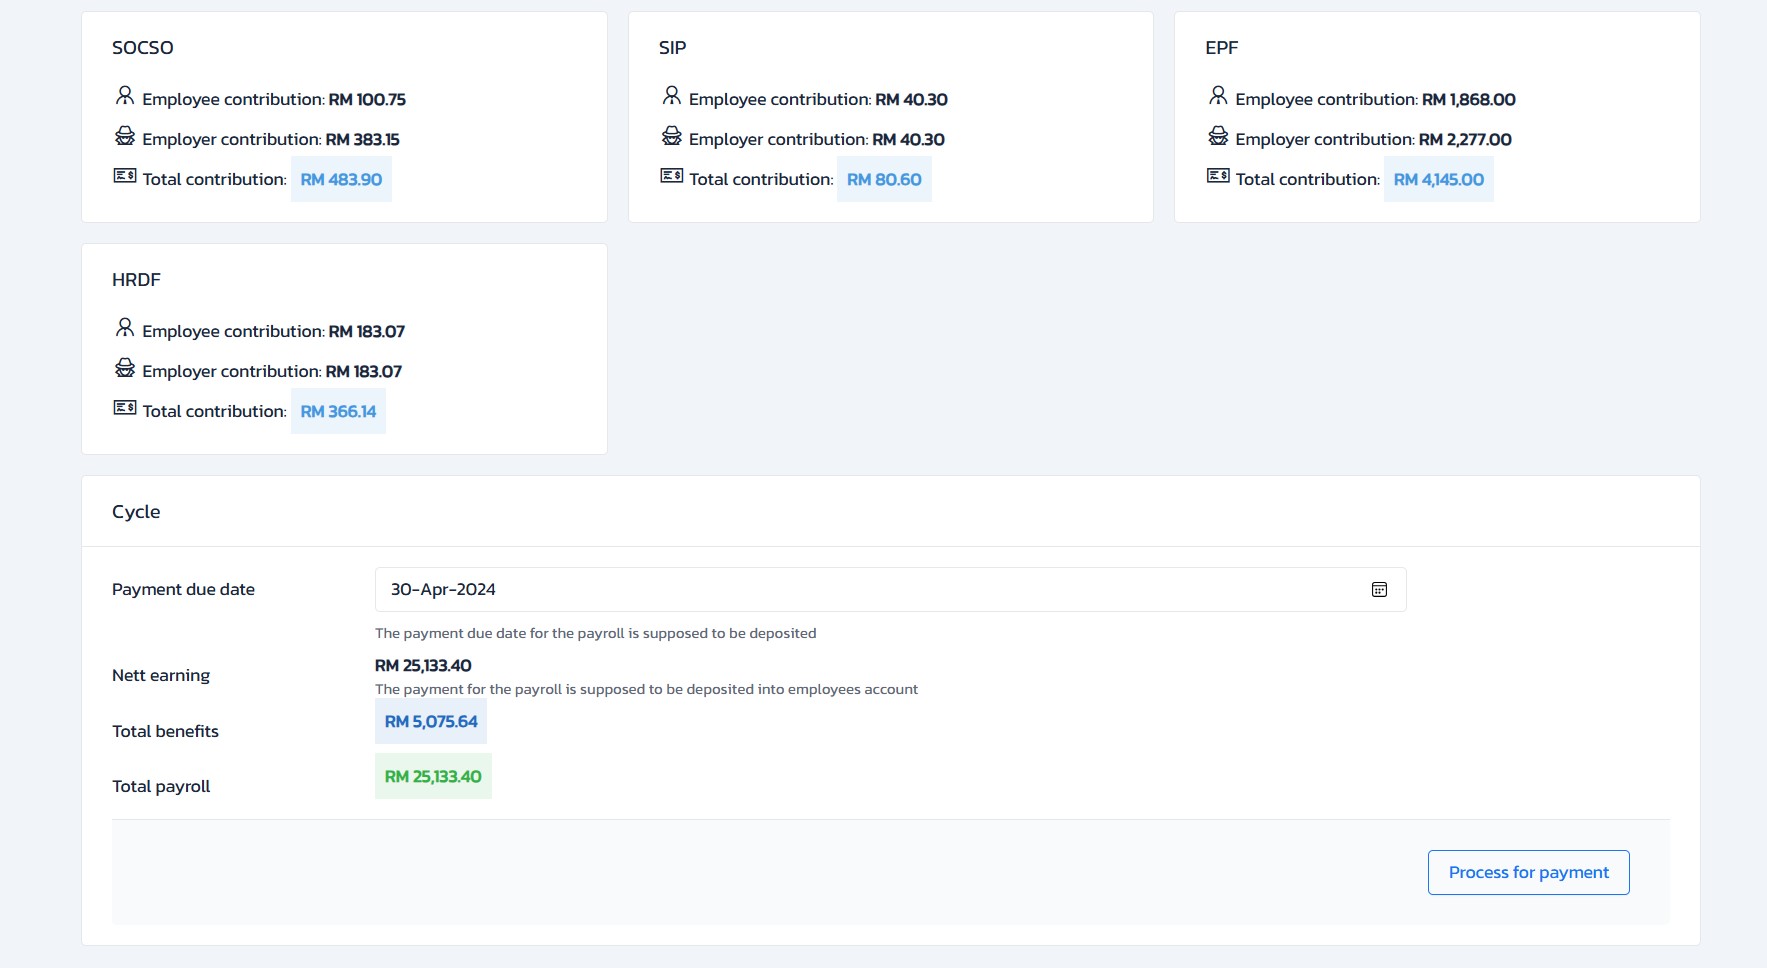 SOCSO
Employee contribution: RM 100.75
Employer contribution: RM 383.15
Total contribution: RM 483.90
SIP
Employee contribution: RM 40.30
Employer contribution: RM 40.30
Total contribution: RM 80.60
EPF
Employee contribution: RM 1,868.00
Employer contribution: RM 2,277.00
Total contribution: RM 4,145.00
HRDF
Employee contribution: RM 183.07
Employer contribution: RM 183.07
Total contribution: RM 366.14
Cycle
Payment due date 30-Apr-2024
The payment due date for the payroll is supposed to be deposited
Nett earning RM 25,133.40
The payment for the payroll is supposed to be deposited into employees account
Total benefits RM 5,075.64
Total payroll RM 25,133.40
Process for payment